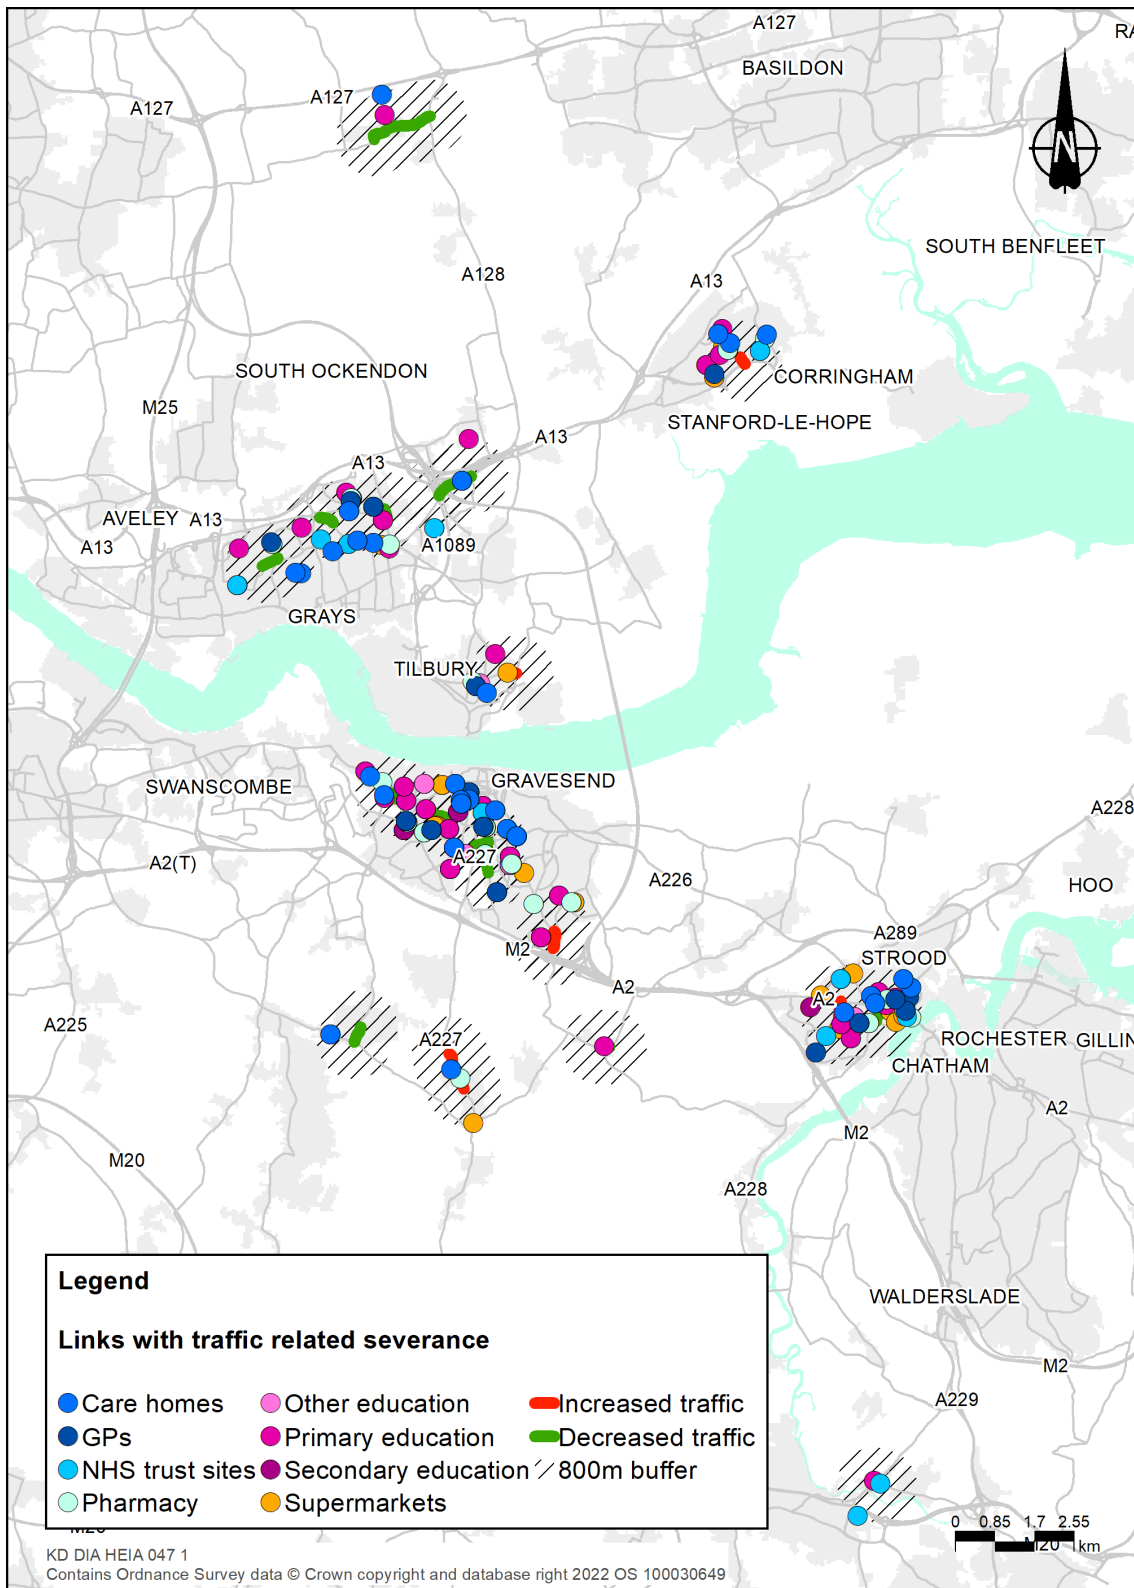 A127
RA
BASILDON
A127
A127
N
SOUTH BENFLEET
A128
A13
SOUTH OCKENDON
CORRINGHAM
M25
STANFORD-LE-HOPE
A13
A13
AVELEY
A13
A13
A1089
GRAYS
TILBURY
GRAVESEND
SWANSCOMBE
A228
A227
A2(T)
A226
HOO
A289
M2
STROOD
A2
A2
A225
A227
ROCHESTER
GILLIN
CHATHAM
A2
M2
M20
A228
Legend
WALDERSLADE
Links with traffic related severance
M2
Care homes
Other education
Increased traffic
A229
GPs
Primary education
Decreased traffic
NHS trust sites
Secondary education
800m buffer
Pharmacy
Supermarkets
0 0.85 1.7 2.55
km
M20
KD DIA HEIA 047 1
Contains Ordnance Survey data © Crown copyright and database right 2022 OS 100030649